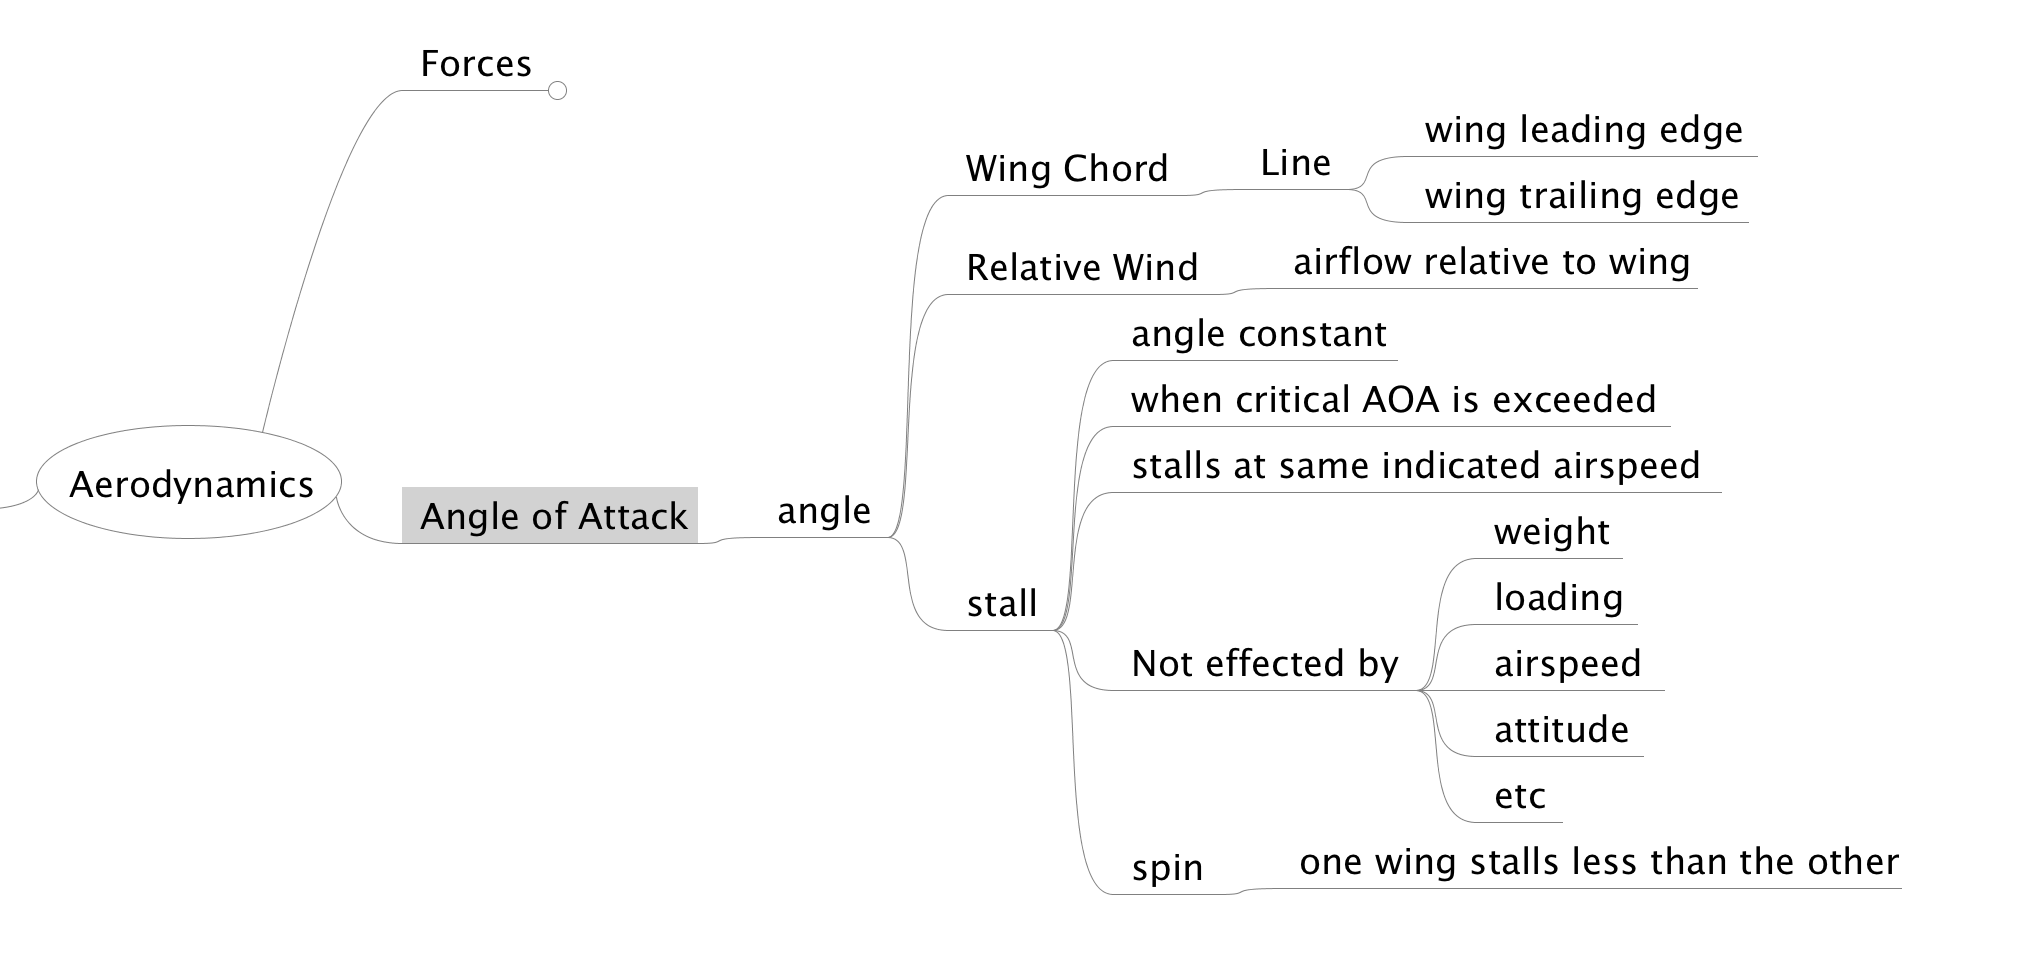 Forces
Aerodynamics
Angle of Attack
angle
Wing Chord
Line
wing leading edge
wing trailing edge
Relative Wind
airflow relative to wing
stall
angle constant
when critical AOA is exceeded
stalls at same indicated airspeed
Not effected by
weight
loading
airspeed
attitude
etc
spin
one wing stalls less than the other